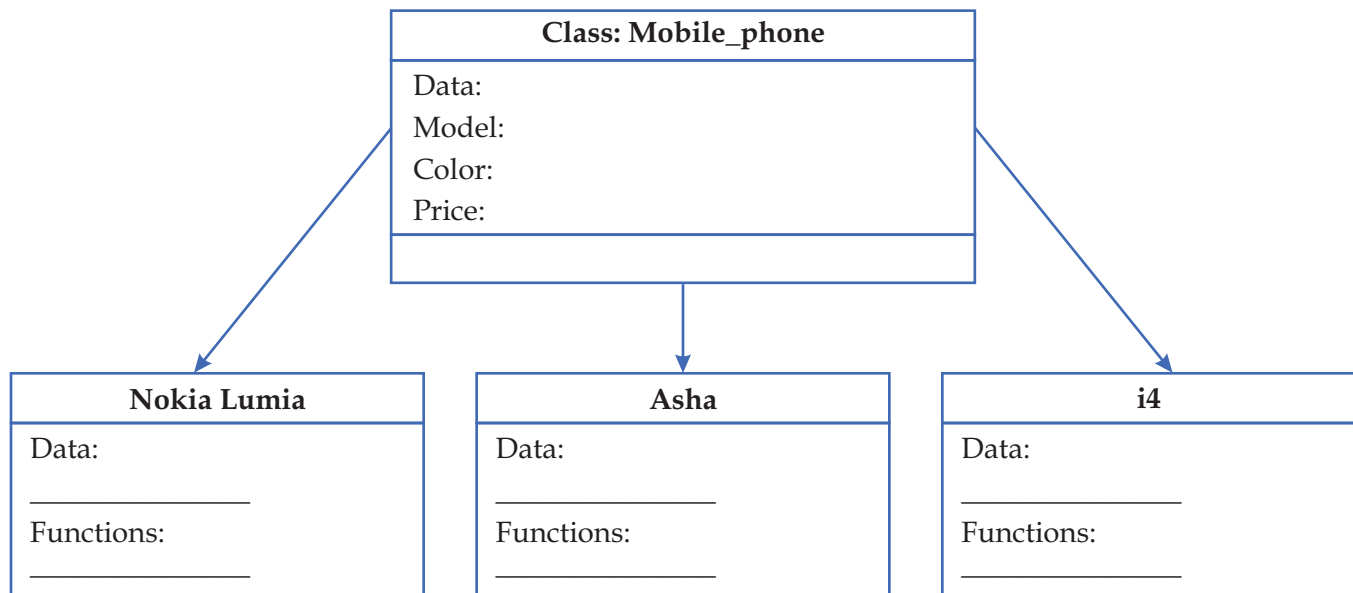 Class: Mobile_phone
Data:
Model:
Color:
Price:
Nokia Lumia
Data:
Functions:
Asha
Data:
Functions:
i4
Data:
Functions: